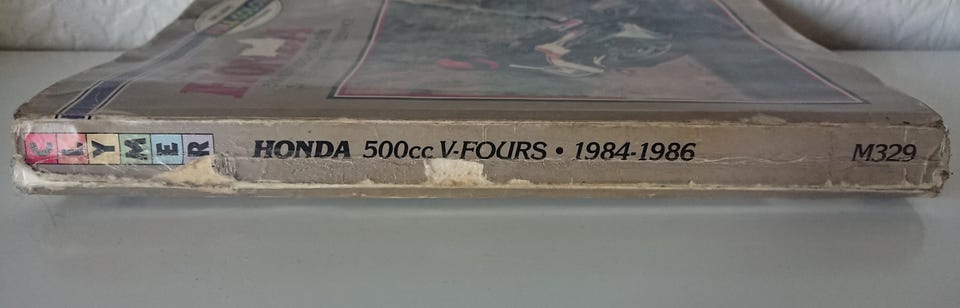 CLYMER HONDA 500cc V-FOURS • 1984-1986 M329